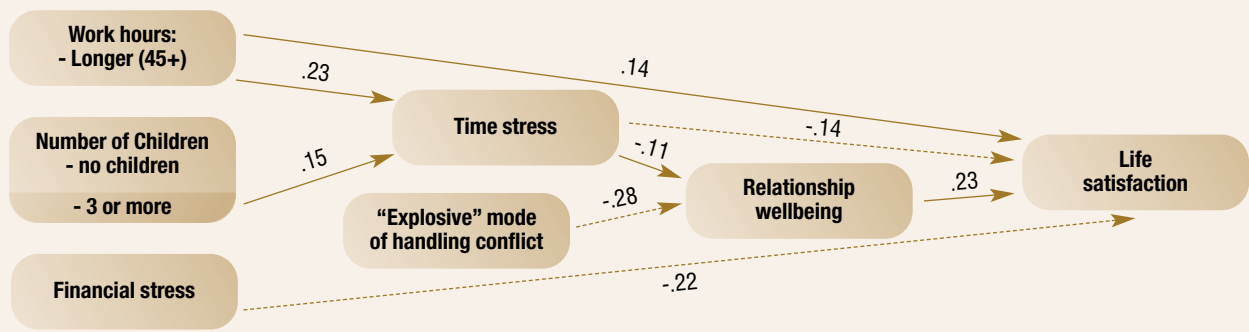 Work hours:
- Longer (45+)
.23
.14
Number of Children
- no children
- 3 or more
.15
Time stress
-.14
-.11
"Explosive" mode
of handling conflict
-.28
Relationship
wellbeing
.23
Life
satisfaction
Financial stress
-.22